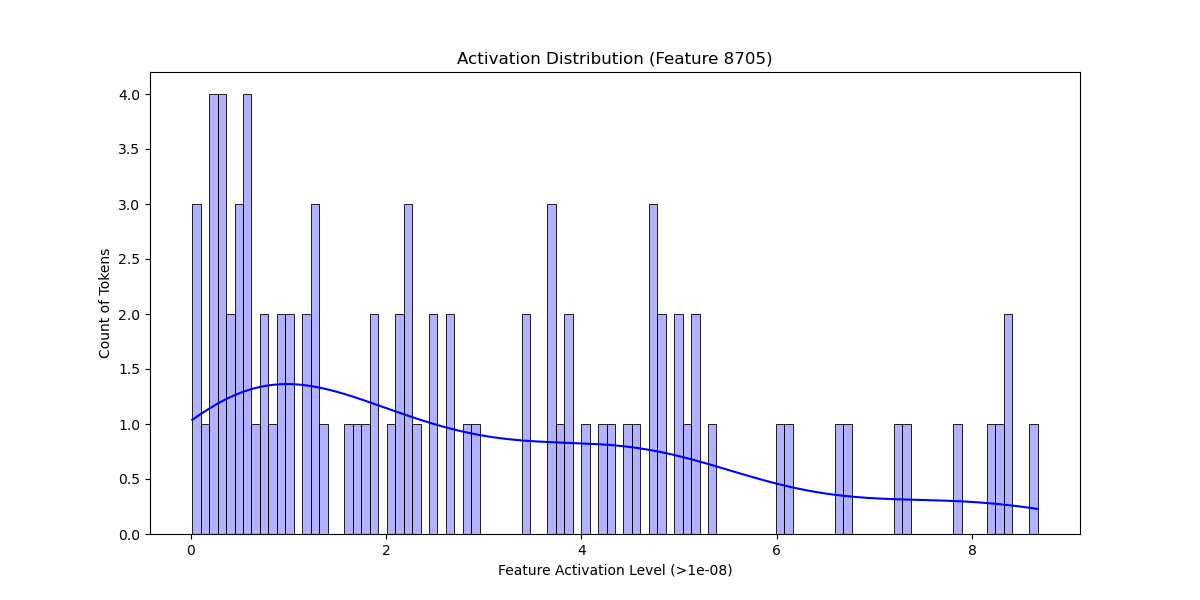 Activation Distribution (Feature 8705)
Count of Tokens
4.0
3.5
3.0
2.5
2.0
1.5
1.0
0.5
0.0
0 2 4 6 8
Feature Activation Level (>1e-08)